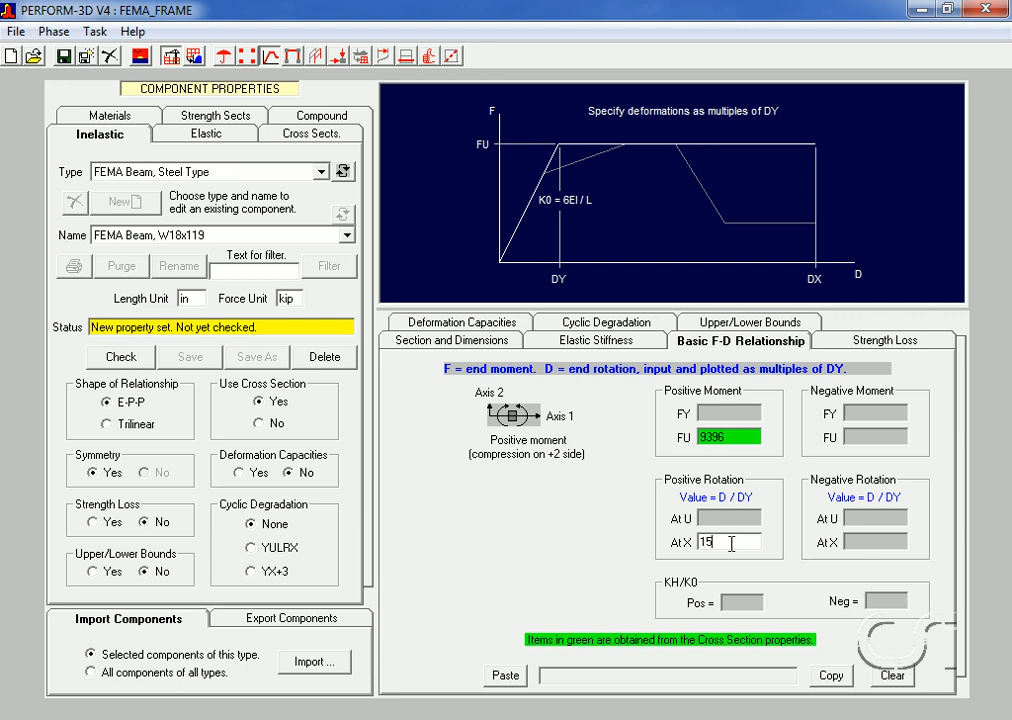 PERFORM-3D V4 : FEMA_FRAME
File Phase Task Help
COMPONENT PROPERTIES
Materials Strength Sects Compound
Inelastic Elastic Cross Sects.
Type FEMA Beam, Steel Type
New Choose type and name to
edit an existing component.
Name FEMA Beam, W18x119
Text for filter.
Purge Rename Filter
Length Unit in Force Unit kip
Status New property set. Not yet checked.
Check Save Save As Delete
Shape of Relationship
E-P-P
Trilinear
Use Cross Section
Yes
No
Symmetry
Yes No
Deformation Capacities
Yes No
Strength Loss
Yes No
Cyclic Degradation
None
YULRX
YX+3
Upper/Lower Bounds
Yes No
Import Components Export Components
Selected components of this type.
All components of all types.
Import ...
F
Specify deformations as multiples of DY
FU
K0 = 6EI / L
DY DX D
Deformation Capacities Cyclic Degradation Upper/Lower Bounds
Section and Dimensions Elastic Stiffness Basic F-D Relationship Strength Loss
F = end moment. D = end rotation, input and plotted as multiples of DY.
Axis 2
Axis 1
Positive moment
(compression on +2 side)
Positive Moment
FY
FU 9396
Negative Moment
FY
FU
Positive Rotation
Value = D / DY
At U
At X 15
Negative Rotation
Value = D / DY
At U
At X
KH/K0
Pos = Neg =
Items in green are obtained from the Cross Section properties.
Paste Copy Clear